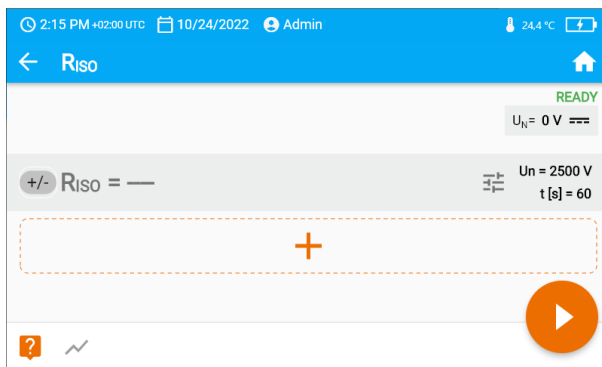 2:15 PM +02:00 UTC 10/24/2022 Admin 24,4 °C
RISO
READY
UN= 0 V
+/- RISO = ––
Un = 2500 V
t [s] = 60
+
?